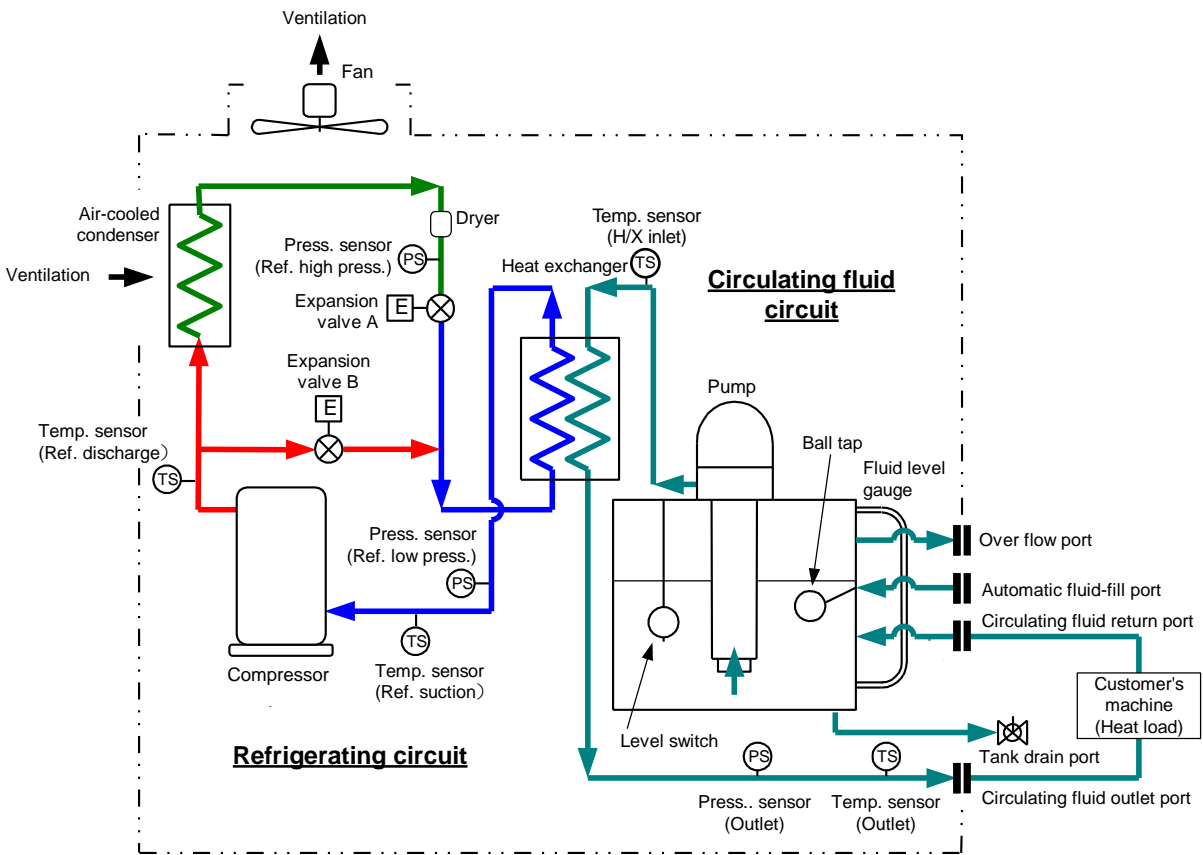 Ventilation
Fan
Air-cooled
condenser
Ventilation
Dryer
Press. sensor
(Ref. high press.)
PS
Expansion
valve A
E
Expansion
valve B
E
Temp. sensor
(H/X inlet)
TS
Heat exchanger
Circulating fluid
circuit
Pump
Ball tap
Fluid level
gauge
Temp. sensor
(Ref. discharge）
TS
Press. sensor
(Ref. low press.)
PS
TS
Temp. sensor
(Ref. suction）
Compressor
Refrigerating circuit
Level switch
Over flow port
Automatic fluid-fill port
Circulating fluid return port
Customer's
machine
(Heat load)
Tank drain port
Circulating fluid outlet port
PS
Press.. sensor
(Outlet)
TS
Temp. sensor
(Outlet)